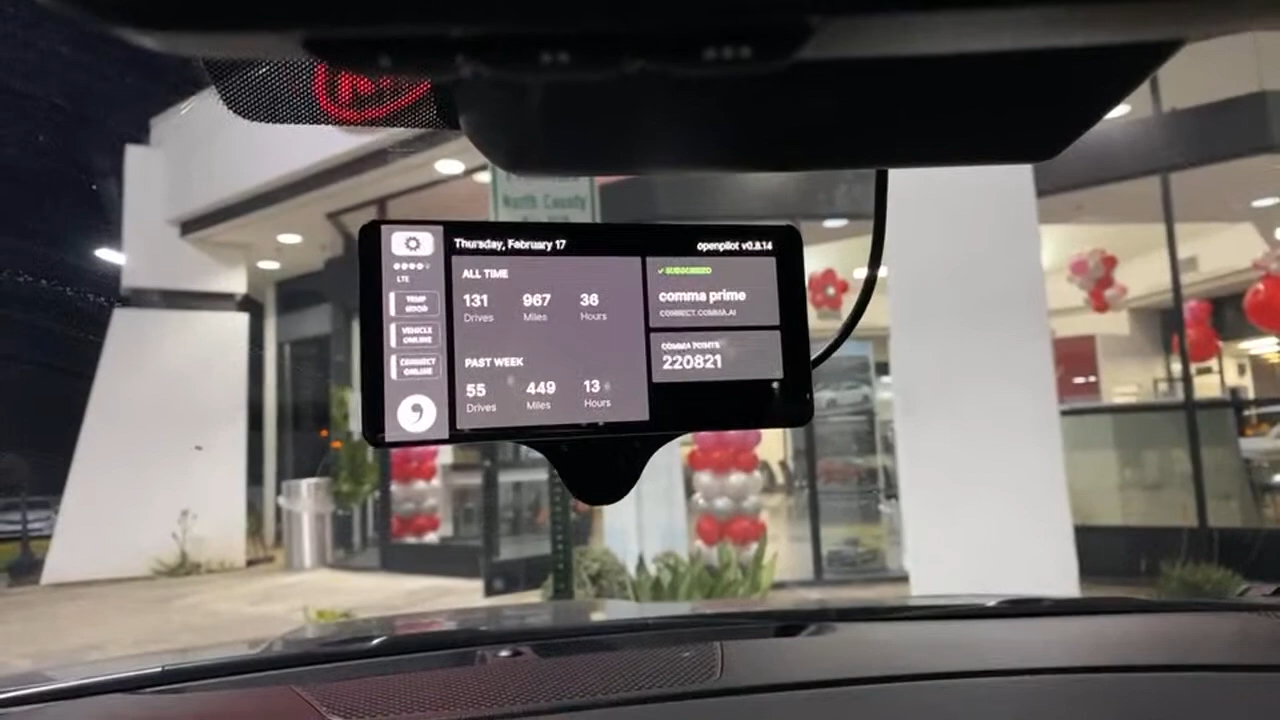 North County
Thursday, February 17
openpilot v0.8.14
LTE
TEMP
GOOD
VEHICLE
ONLINE
CONNECT
ONLINE
ALL TIME
131
967
36
Drives
Miles
Hours
PAST WEEK
55
449
13
Drives
Miles
Hours
✓ SUBSCRIBED
comma prime
CONNECT.COMMA.AI
COMMA POINTS
220821